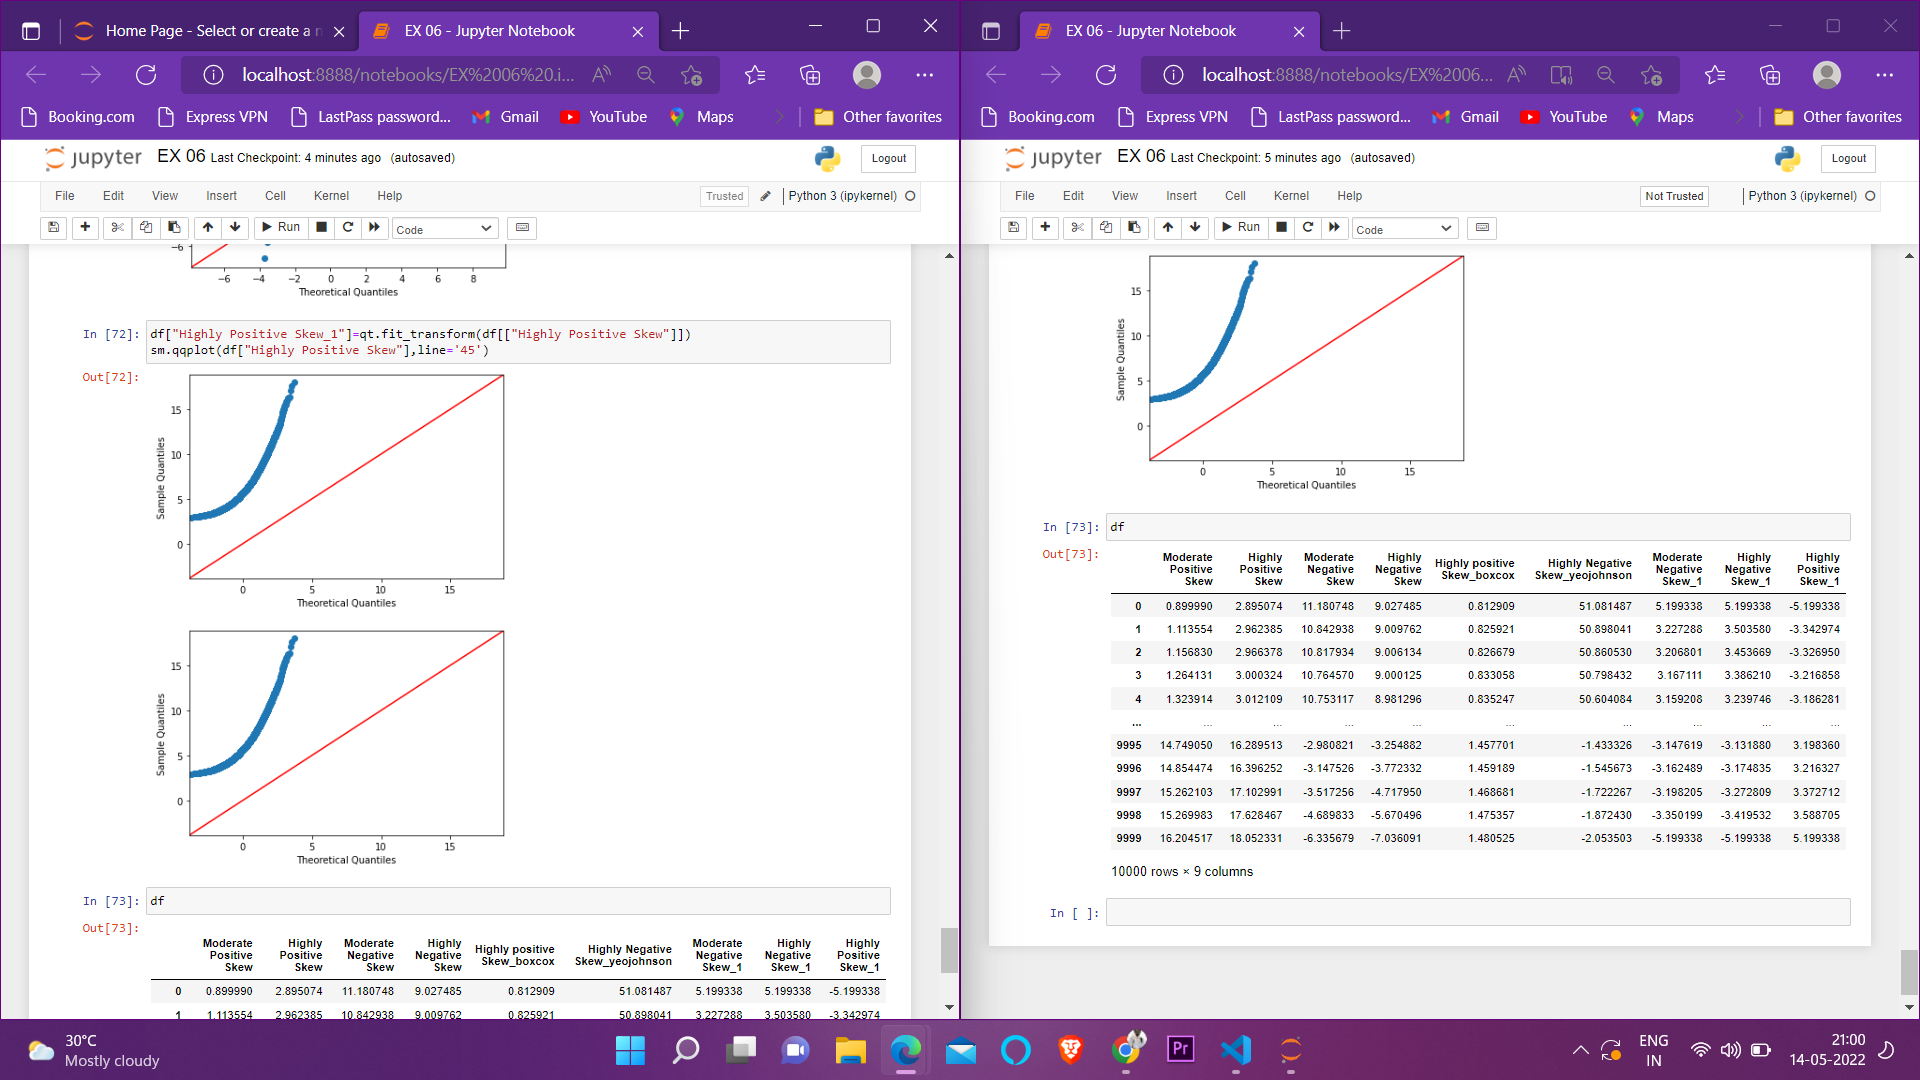 Home Page - Select or create a n
EX 06 - Jupyter Notebook
localhost:8888/notebooks/EX%2006%20.i...
Booking.com Express VPN LastPass password... Gmail YouTube Maps Other favorites
jupyter EX 06 Last Checkpoint: 4 minutes ago (autosaved) Logout
File Edit View Insert Cell Kernel Help Trusted Python 3 (ipykernel)
Run Code
−6
−6 −4 −2 0 2 4 6 8
Theoretical Quantiles
In [72]: df["Highly Positive Skew_1"]=qt.fit_transform(df[["Highly Positive Skew"]])
sm.qqplot(df["Highly Positive Skew"],line='45')
Out[72]:
Sample Quantiles
15
10
5
0
0 5 10 15
Theoretical Quantiles
Sample Quantiles
15
10
5
0
0 5 10 15
Theoretical Quantiles
In [73]: df
Out[73]:
Moderate Positive Skew Highly Positive Skew Moderate Negative Skew Highly Negative Skew Highly positive Skew_boxcox Highly Negative Skew_yeojohnson Moderate Negative Skew_1 Highly Negative Skew_1 Highly Positive Skew_1
0 0.899990 2.895074 11.180748 9.027485 0.812909 51.081487 5.199338 5.199338 -5.199338
1 1.113554 2.962385 10.842938 9.009762 0.825921 50.898041 3.227288 3.503580 -3.342974
EX 06 - Jupyter Notebook
localhost:8888/notebooks/EX%2006...
Booking.com Express VPN LastPass password... Gmail YouTube Maps Other favorites
jupyter EX 06 Last Checkpoint: 5 minutes ago (autosaved) Logout
File Edit View Insert Cell Kernel Help Not Trusted Python 3 (ipykernel)
Run Code
Sample Quantiles
15
10
5
0
0 5 10 15
Theoretical Quantiles
In [73]: df
Out[73]:
Moderate Positive Skew Highly Positive Skew Moderate Negative Skew Highly Negative Skew Highly positive Skew_boxcox Highly Negative Skew_yeojohnson Moderate Negative Skew_1 Highly Negative Skew_1 Highly Positive Skew_1
0 0.899990 2.895074 11.180748 9.027485 0.812909 51.081487 5.199338 5.199338 -5.199338
1 1.113554 2.962385 10.842938 9.009762 0.825921 50.898041 3.227288 3.503580 -3.342974
2 1.156830 2.966378 10.817934 9.006134 0.826679 50.860530 3.206801 3.453669 -3.326950
3 1.264131 3.000324 10.764570 9.000125 0.833058 50.798432 3.167111 3.386210 -3.216858
4 1.323914 3.012109 10.753117 8.981296 0.835247 50.604084 3.159208 3.239746 -3.186281
... ... ... ... ... ... ... ... ... ...
9995 14.749050 16.289513 -2.980821 -3.254882 1.457701 -1.433326 -3.147619 -3.131880 3.198360
9996 14.854474 16.396252 -3.147526 -3.772332 1.459189 -1.545673 -3.162489 -3.174835 3.216327
9997 15.262103 17.102991 -3.517256 -4.717950 1.468681 -1.722267 -3.198205 -3.272809 3.372712
9998 15.269983 17.628467 -4.689833 -5.670496 1.475357 -1.872430 -3.350199 -3.419532 3.588705
9999 16.204517 18.052331 -6.335679 -7.036091 1.480525 -2.053503 -5.199338 -5.199338 5.199338
10000 rows × 9 columns
In [ ]:
30°C
Mostly cloudy
Pr
ENG
IN
21:00
14-05-2022